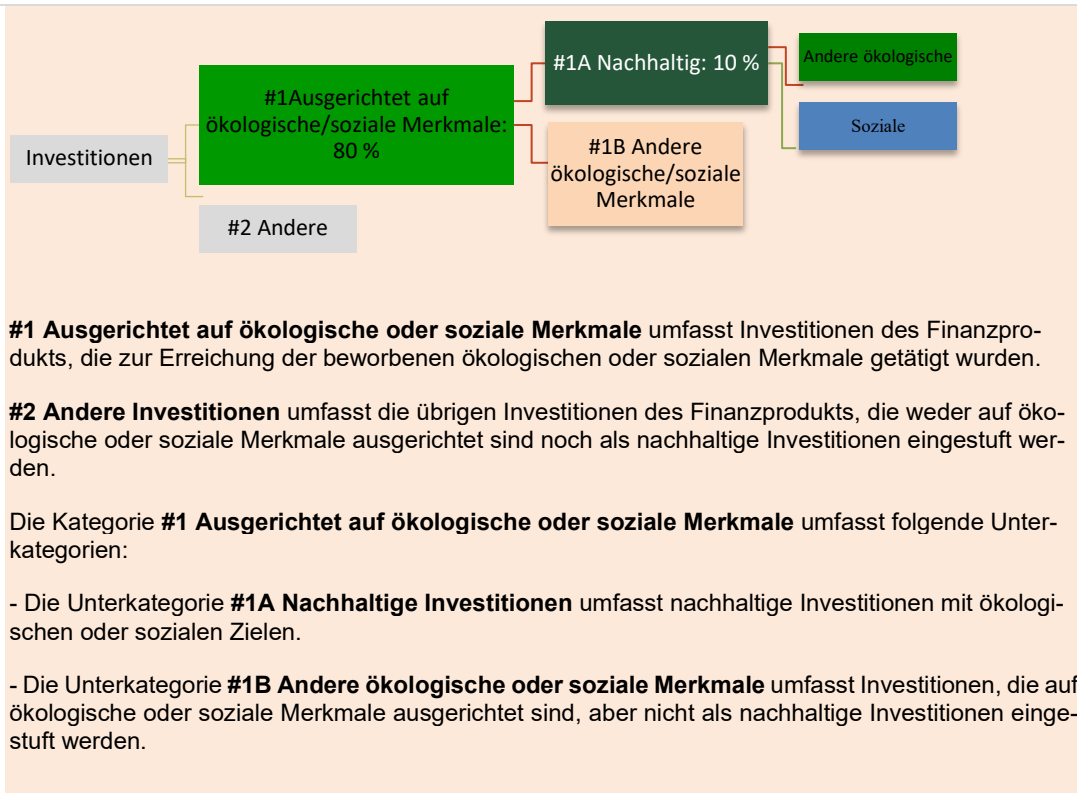 #1A Nachhaltig: 10 %
Andere ökologische
#1Ausgerichtet auf
ökologische/soziale Merkmale:
80 %
Soziale
Investitionen
#1B Andere
ökologische/soziale
Merkmale
#2 Andere
#1 Ausgerichtet auf ökologische oder soziale Merkmale umfasst Investitionen des Finanzpro-
dukts, die zur Erreichung der beworbenen ökologischen oder sozialen Merkmale getätigt wurden.
#2 Andere Investitionen umfasst die übrigen Investitionen des Finanzprodukts, die weder auf öko-
logische oder soziale Merkmale ausgerichtet sind noch als nachhaltige Investitionen eingestuft wer-
den.
Die Kategorie #1 Ausgerichtet auf ökologische oder soziale Merkmale umfasst folgende Unter-
kategorien:
- Die Unterkategorie #1A Nachhaltige Investitionen umfasst nachhaltige Investitionen mit ökologi-
schen oder sozialen Zielen.
- Die Unterkategorie #1B Andere ökologische oder soziale Merkmale umfasst Investitionen, die auf
ökologische oder soziale Merkmale ausgerichtet sind, aber nicht als nachhaltige Investitionen einge-
stuft werden.